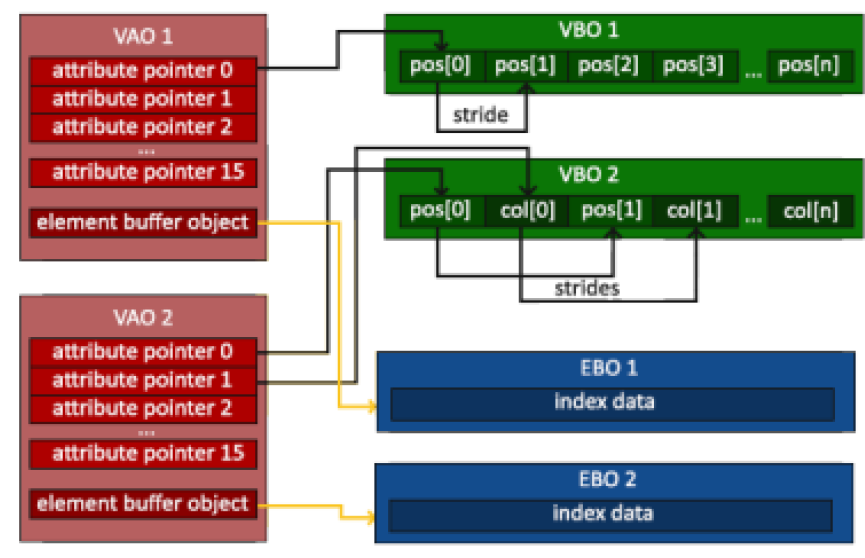 VAO 1
attribute pointer 0
attribute pointer 1
attribute pointer 2
...
attribute pointer 15
element buffer object
VAO 2
attribute pointer 0
attribute pointer 1
attribute pointer 2
...
attribute pointer 15
element buffer object
VBO 1
pos[0] pos[1] pos[2] pos[3] ... pos[n]
stride
VBO 2
pos[0] col[0] pos[1] col[1] ... col[n]
strides
EBO 1
index data
EBO 2
index data